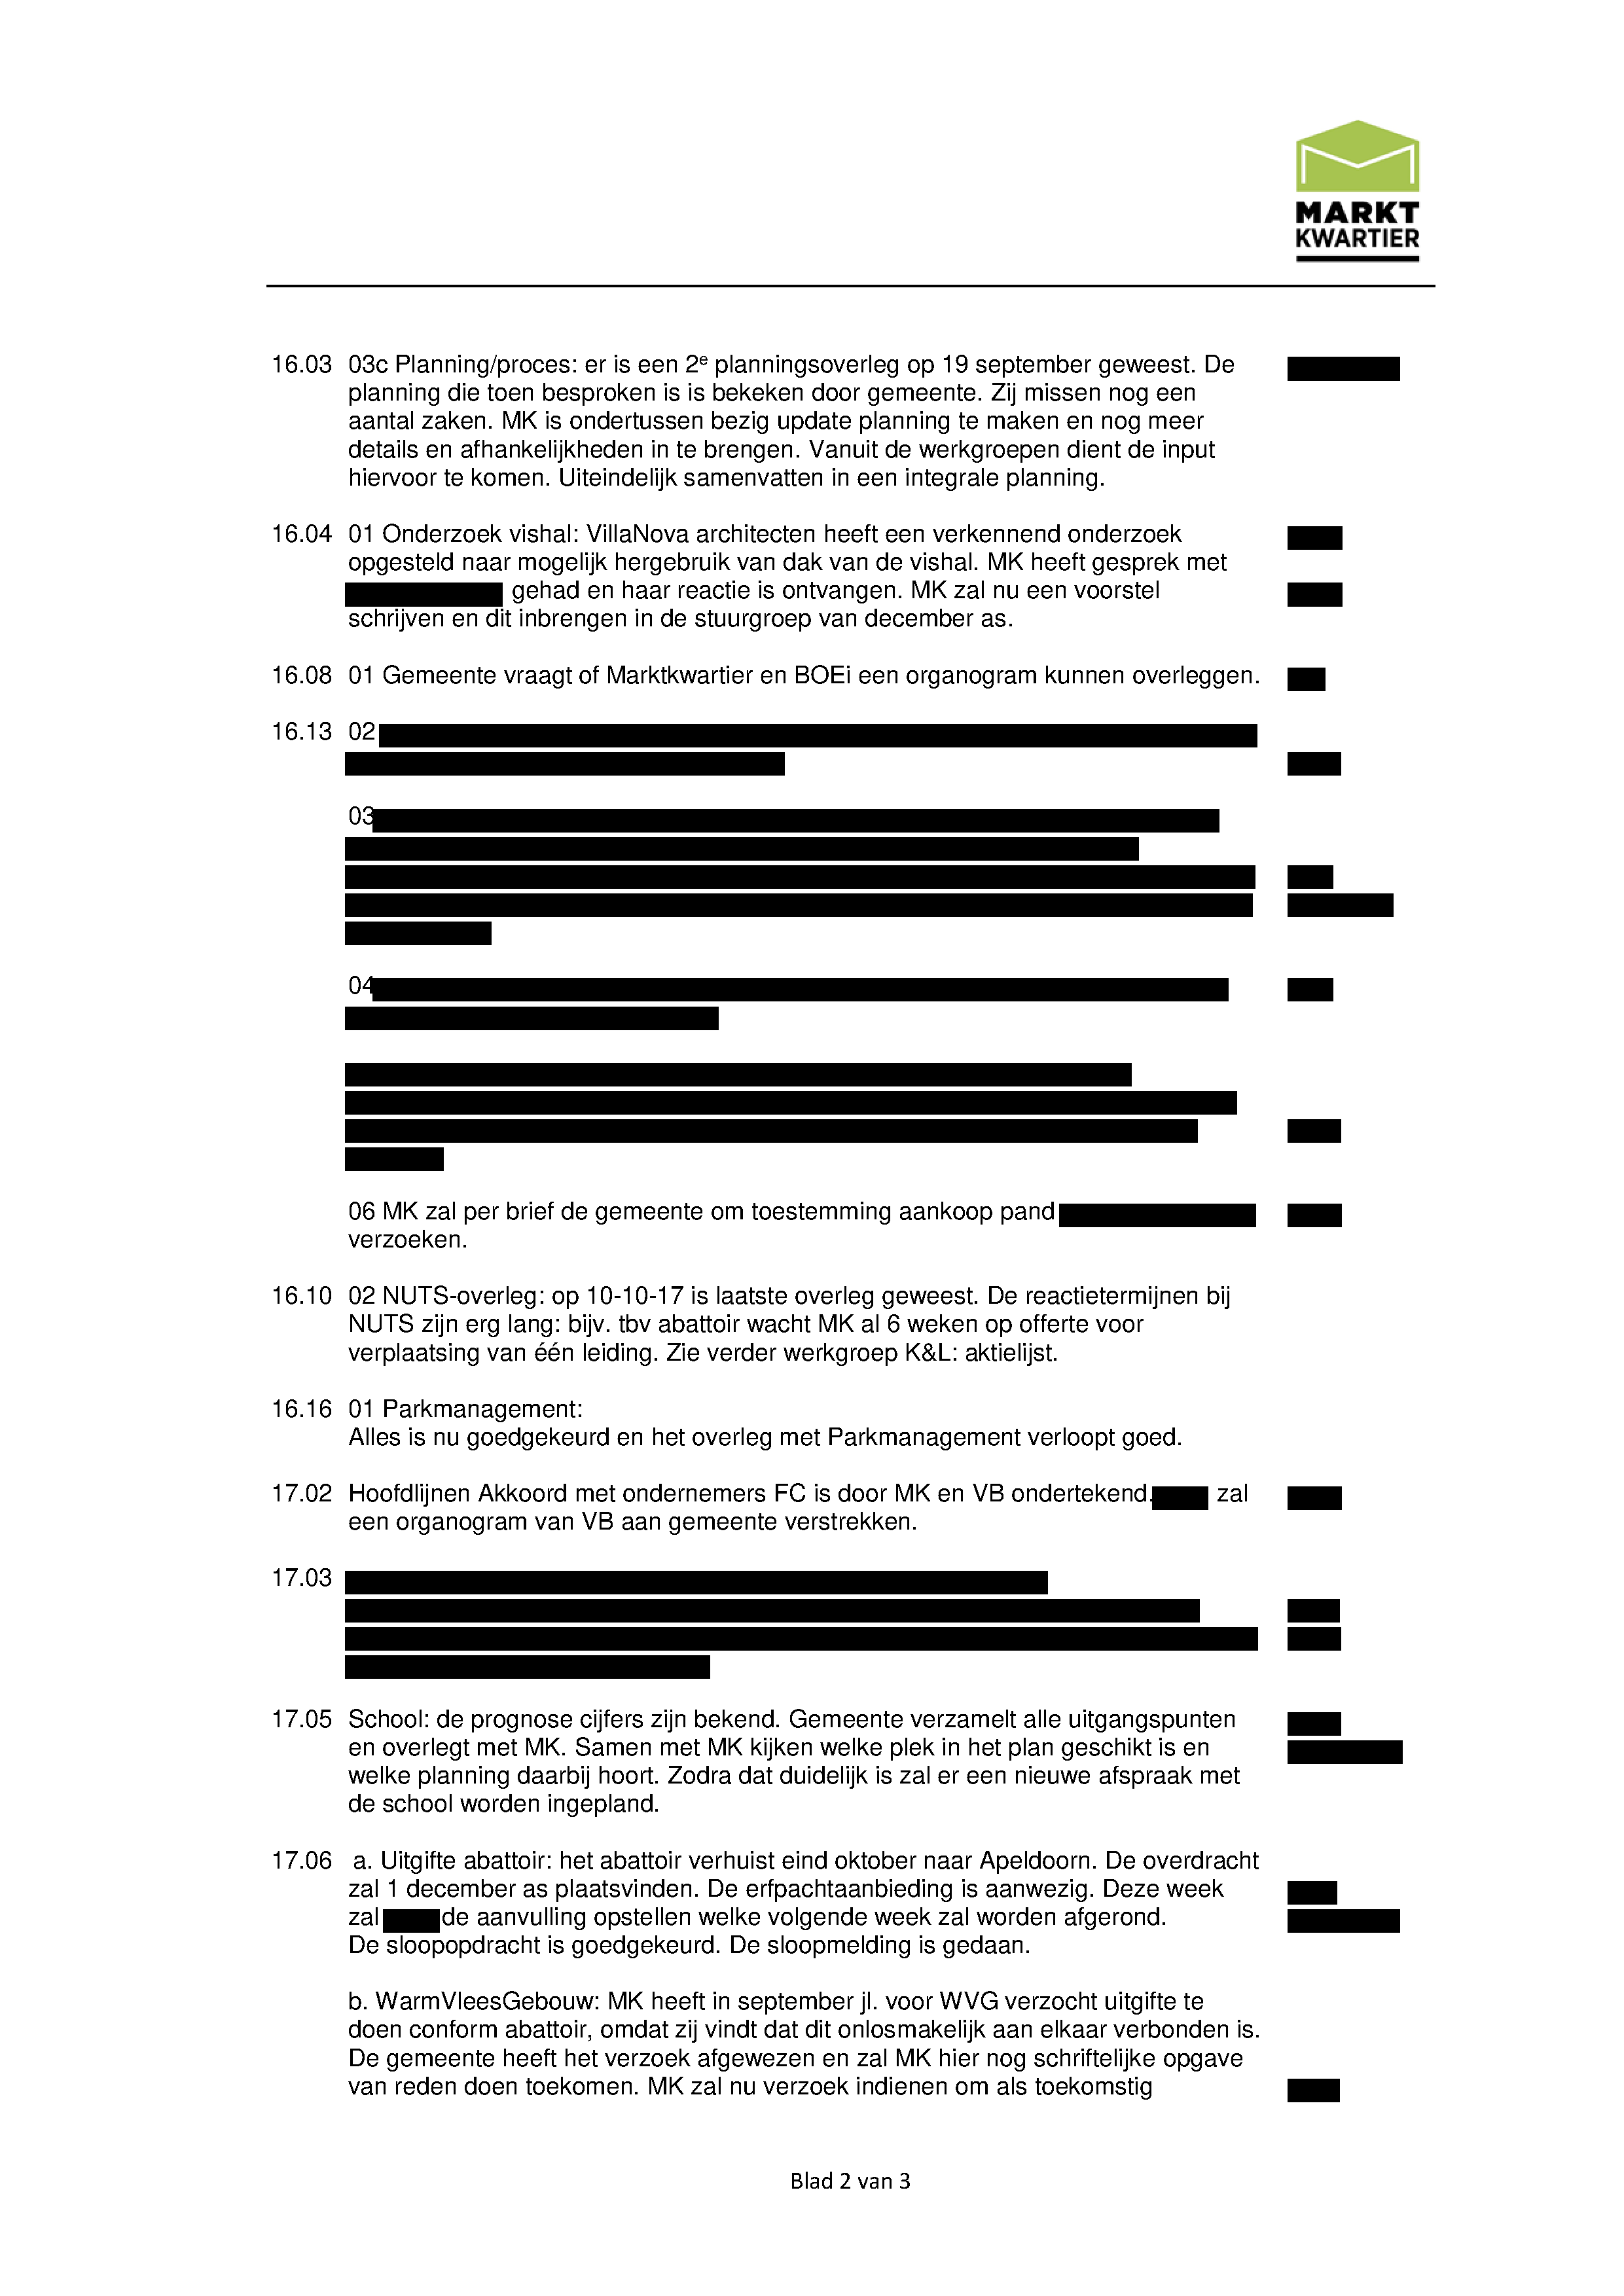 MARKT
KWARTIER
16.03 03c Planning/proces: er is een 2e planningsoverleg op 19 september geweest. De
planning die toen besproken is is bekeken door gemeente. Zij missen nog een
aantal zaken. MK is ondertussen bezig update planning te maken en nog meer
details en afhankelijkheden in te brengen. Vanuit de werkgroepen dient de input
hiervoor te komen. Uiteindelijk samenvatten in een integrale planning.
16.04 01 Onderzoek vishal: VillaNova architecten heeft een verkennend onderzoek
opgesteld naar mogelijk hergebruik van dak van de vishal. MK heeft gesprek met
gehad en haar reactie is ontvangen. MK zal nu een voorstel
schrijven en dit inbrengen in de stuurgroep van december as.
16.08 01 Gemeente vraagt of Marktkwartier en BOEi een organogram kunnen overleggen.
16.13 02
03
04
06 MK zal per brief de gemeente om toestemming aankoop pand
verzoeken.
16.10 02 NUTS-overleg: op 10-10-17 is laatste overleg geweest. De reactietermijnen bij
NUTS zijn erg lang: bijv. tbv abattoir wacht MK al 6 weken op offerte voor
verplaatsing van één leiding. Zie verder werkgroep K&L: aktielijst.
16.16 01 Parkmanagement:
Alles is nu goedgekeurd en het overleg met Parkmanagement verloopt goed.
17.02 Hoofdlijnen Akkoord met ondernemers FC is door MK en VB ondertekend. zal
een organogram van VB aan gemeente verstrekken.
17.03
17.05 School: de prognose cijfers zijn bekend. Gemeente verzamelt alle uitgangspunten
en overlegt met MK. Samen met MK kijken welke plek in het plan geschikt is en
welke planning daarbij hoort. Zodra dat duidelijk is zal er een nieuwe afspraak met
de school worden ingepland.
17.06 a. Uitgifte abattoir: het abattoir verhuist eind oktober naar Apeldoorn. De overdracht
zal 1 december as plaatsvinden. De erfpachtaanbieding is aanwezig. Deze week
zal de aanvulling opstellen welke volgende week zal worden afgerond.
De sloopopdracht is goedgekeurd. De sloopmelding is gedaan.
b. WarmVleesGebouw: MK heeft in september jl. voor WVG verzocht uitgifte te
doen conform abattoir, omdat zij vindt dat dit onlosmakelijk aan elkaar verbonden is.
De gemeente heeft het verzoek afgewezen en zal MK hier nog schriftelijke opgave
van reden doen toekomen. MK zal nu verzoek indienen om als toekomstig
Blad 2 van 3